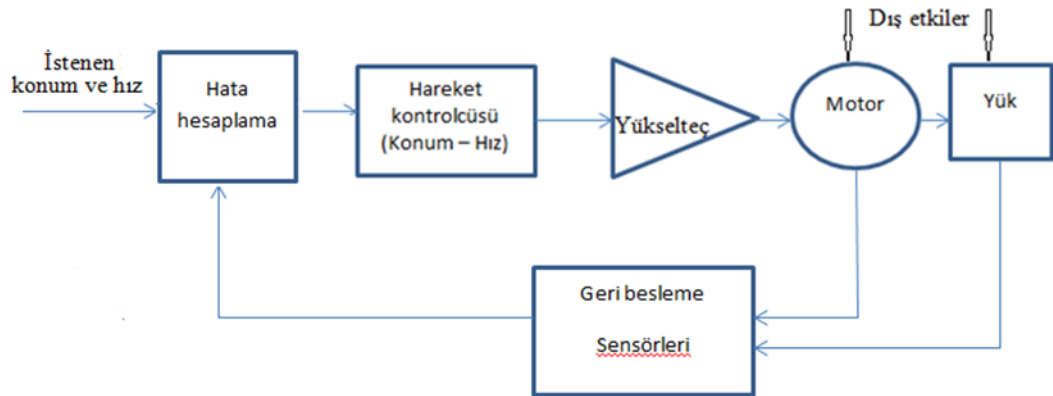 Dış etkiler
İstenen
konum ve hız
Hata
hesaplama
Hareket
kontrolcüsü
(Konum – Hız)
Yükselteç
Motor
Yük
Geri besleme
Sensörleri